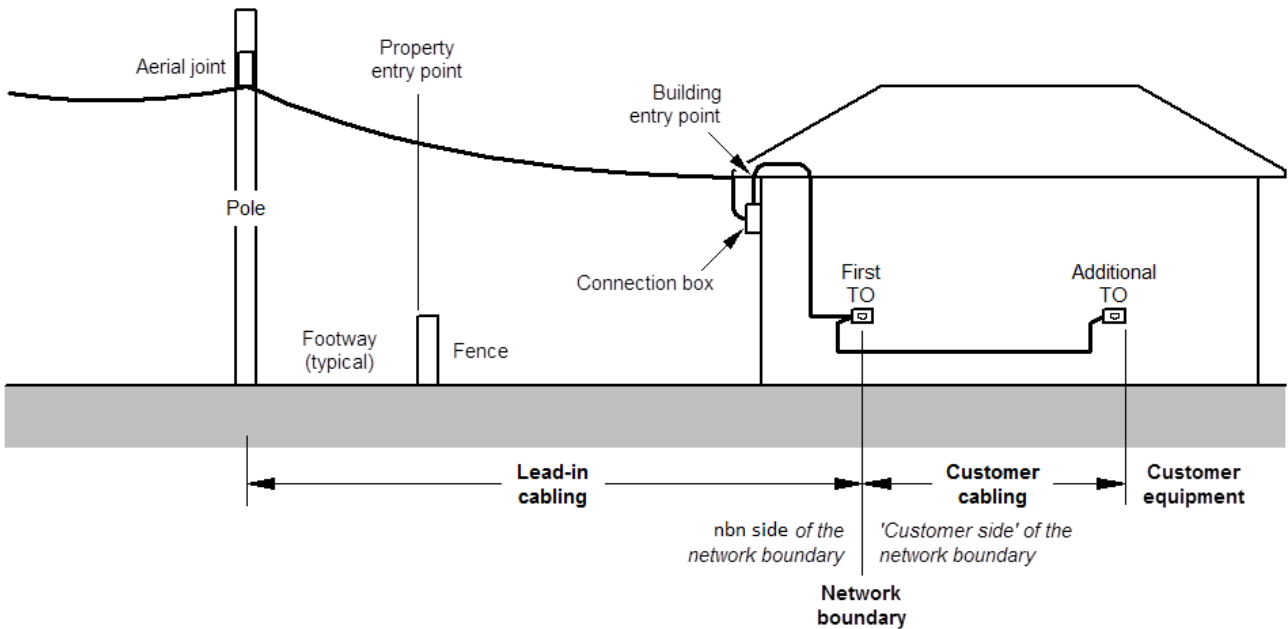 Aerial joint
Property
entry point
Building
entry point
Pole
Connection box
First
TO
Additional
TO
Footway
(typical)
Fence
Lead-in
cabling
Customer
cabling
Customer
equipment
nbn side of the
network boundary
'Customer side' of the
network boundary
Network
boundary